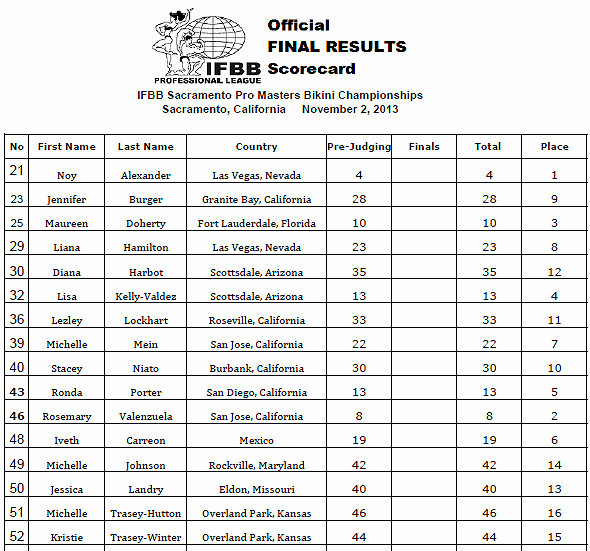 Official
FINAL RESULTS
Scorecard
IFBB
PROFESSIONAL LEAGUE
IFBB Sacramento Pro Masters Bikini Championships
Sacramento, California November 2, 2013
No First Name Last Name Country Pre-Judging Finals Total Place
21 Noy Alexander Las Vegas, Nevada 4 4 1
23 Jennifer Burger Granite Bay, California 28 28 9
25 Maureen Doherty Fort Lauderdale, Florida 10 10 3
29 Liana Hamilton Las Vegas, Nevada 23 23 8
30 Diana Harbot Scottsdale, Arizona 35 35 12
32 Lisa Kelly-Valdez Scottsdale, Arizona 13 13 4
36 Lezley Lockhart Roseville, California 33 33 11
39 Michelle Mein San Jose, California 22 22 7
40 Stacey Niato Burbank, California 30 30 10
43 Ronda Porter San Diego, California 13 13 5
46 Rosemary Valenzuela San Jose, California 8 8 2
48 Iveth Carreon Mexico 19 19 6
49 Michelle Johnson Rockville, Maryland 42 42 14
50 Jessica Landry Eldon, Missouri 40 40 13
51 Michelle Trasey-Hutton Overland Park, Kansas 46 46 16
52 Kristie Trasey-Winter Overland Park, Kansas 44 44 15